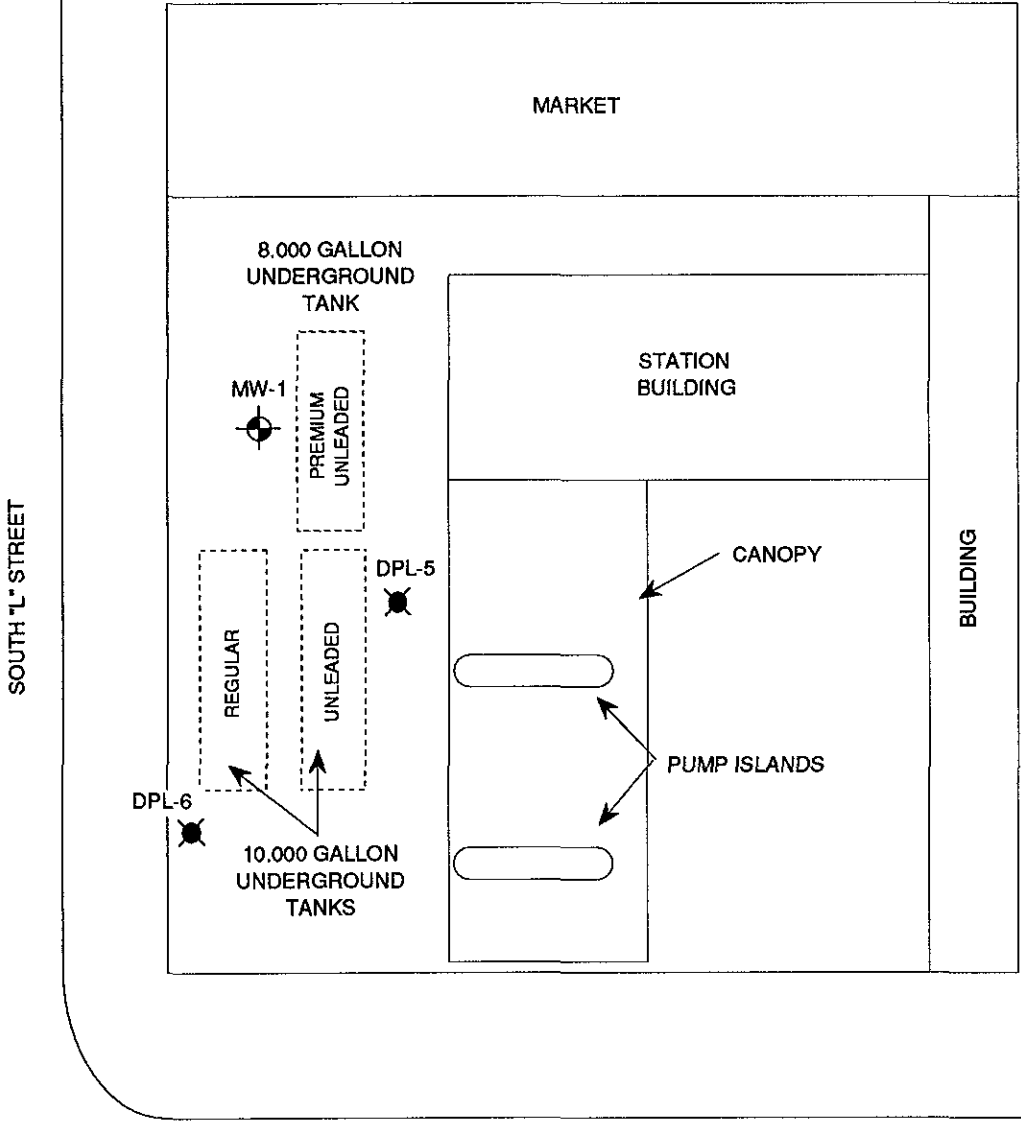 MARKET
8.000 GALLON
UNDERGROUND
TANK
STATION
BUILDING
MW-1
PREMIUM
UNLEADED
SOUTH "L" STREET
DPL-5
CANOPY
BUILDING
REGULAR
UNLEADED
PUMP ISLANDS
DPL-6
10.000 GALLON
UNDERGROUND
TANKS